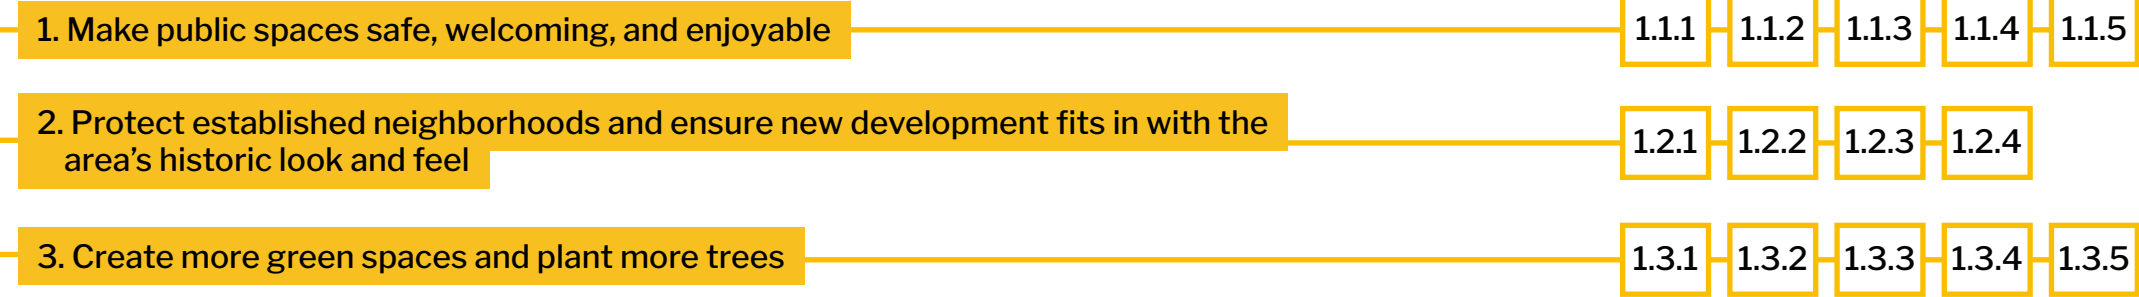 1. Make public spaces safe, welcoming, and enjoyable 1.1.1 1.1.2 1.1.3 1.1.4 1.1.5
2. Protect established neighborhoods and ensure new development fits in with the
area’s historic look and feel
1.2.1 1.2.2 1.2.3 1.2.4
3. Create more green spaces and plant more trees 1.3.1 1.3.2 1.3.3 1.3.4 1.3.5